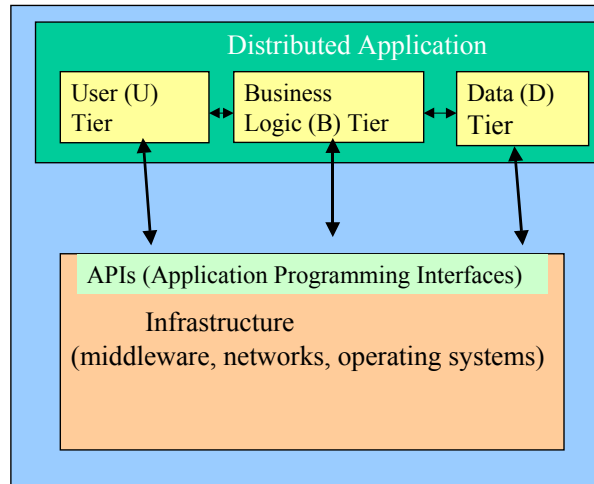 Distributed Application
User (U)
Tier
Business
Logic (B) Tier
Data (D)
Tier
APIs (Application Programming Interfaces)
Infrastructure
(middleware, networks, operating systems)